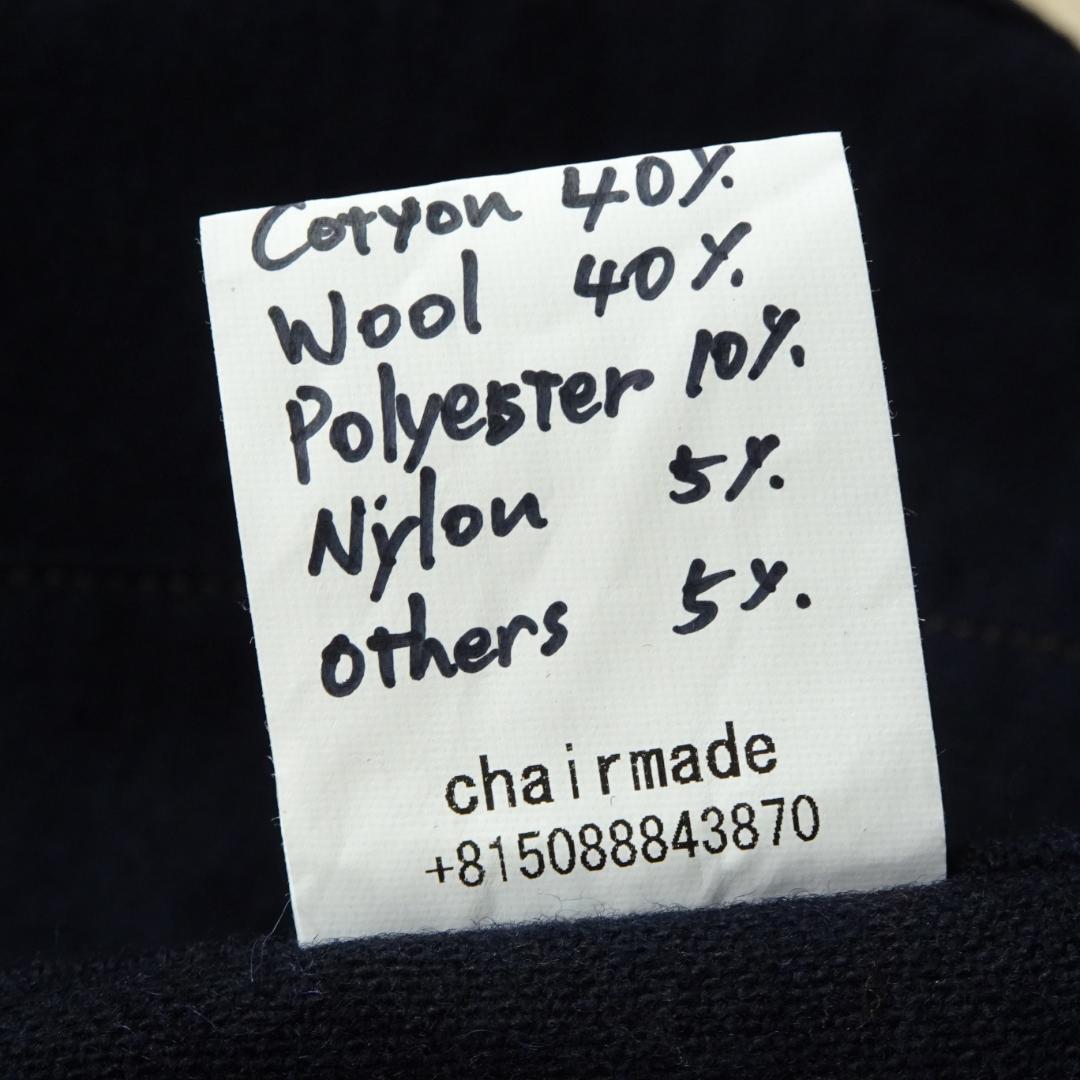 Cotyon 40%
Wool 40%
Polyester 10%
Nylon 5%
others 5%
chairmade
+815088843870